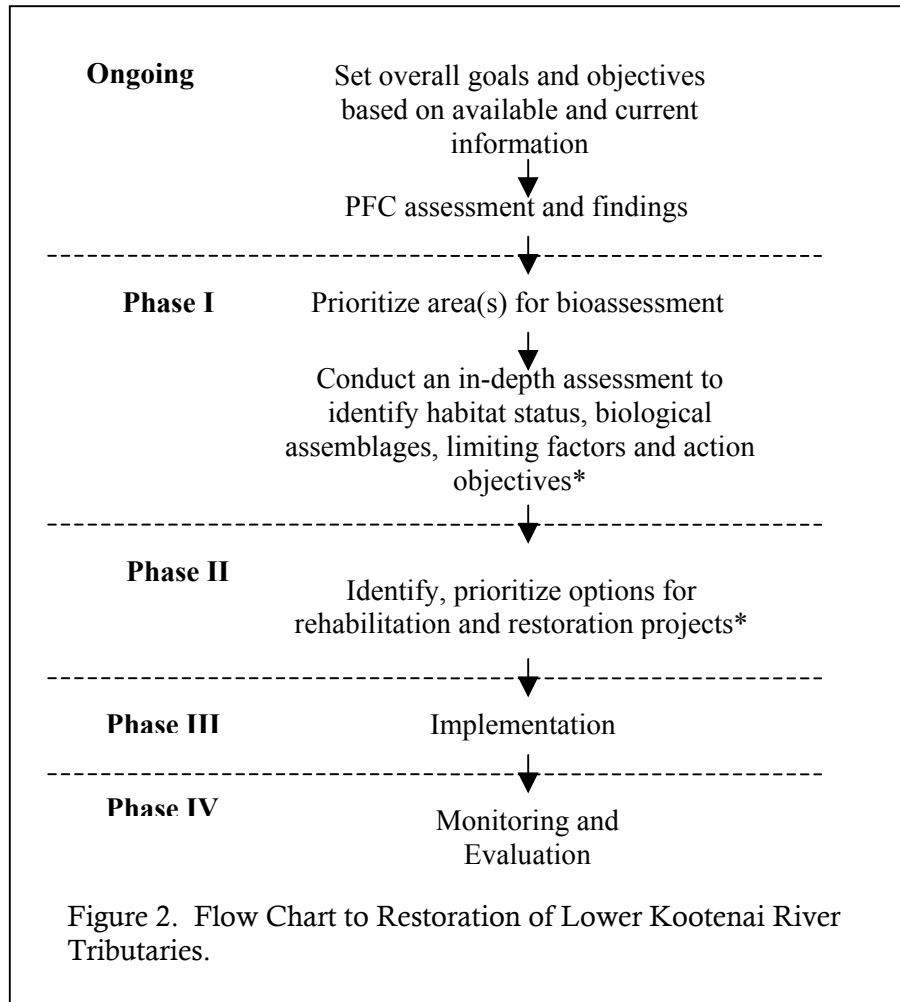 Ongoing
Set overall goals and objectives
based on available and current
information
PFC assessment and findings
Phase I
Prioritize area(s) for bioassessment
Conduct an in-depth assessment to
identify habitat status, biological
assemblages, limiting factors and action
objectives*
Phase II
Identify, prioritize options for
rehabilitation and restoration projects*
Phase III
Implementation
Phase IV
Monitoring and
Evaluation
Figure 2.  Flow Chart to Restoration of Lower Kootenai River
Tributaries.